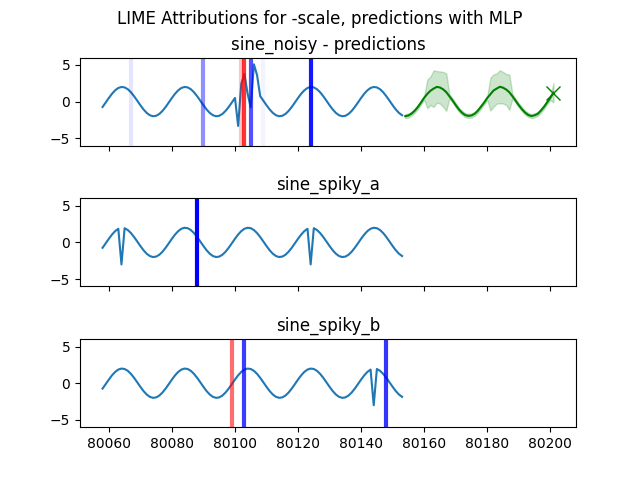 LIME Attributions for -scale, predictions with MLP
sine_noisy - predictions
5
0
−5
sine_spiky_a
5
0
−5
sine_spiky_b
5
0
−5
80060 80080 80100 80120 80140 80160 80180 80200